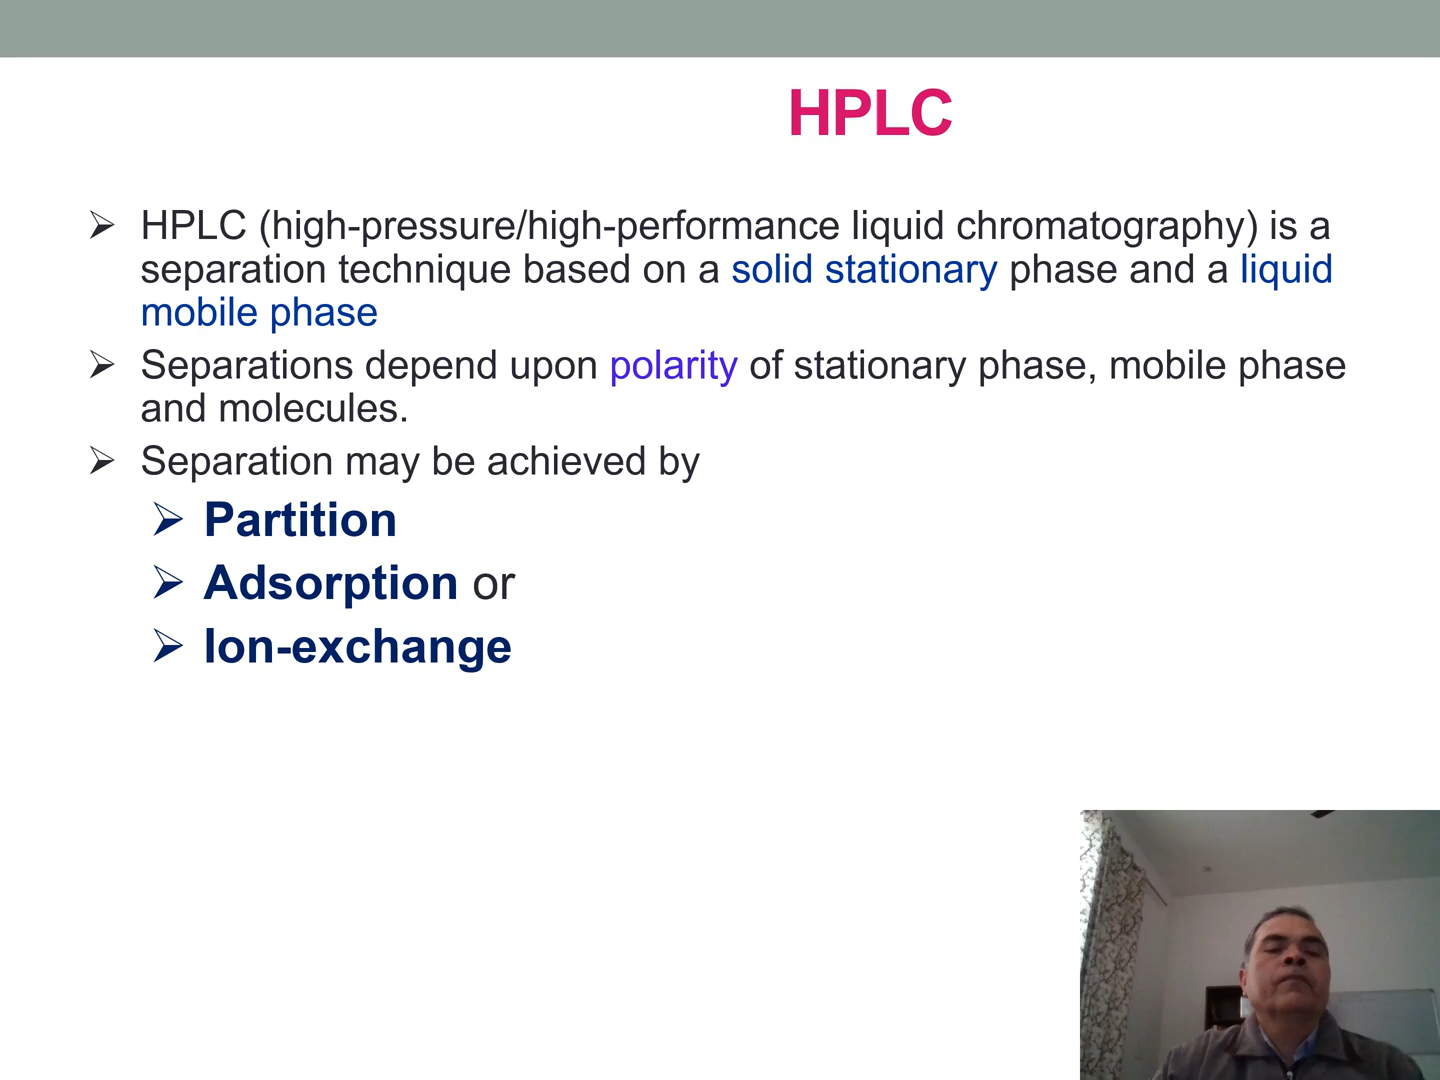 HPLC
➢ HPLC (high-pressure/high-performance liquid chromatography) is a
separation technique based on a solid stationary phase and a liquid
mobile phase
➢ Separations depend upon polarity of stationary phase, mobile phase
and molecules.
➢ Separation may be achieved by
➢ Partition
➢ Adsorption or
➢ Ion-exchange